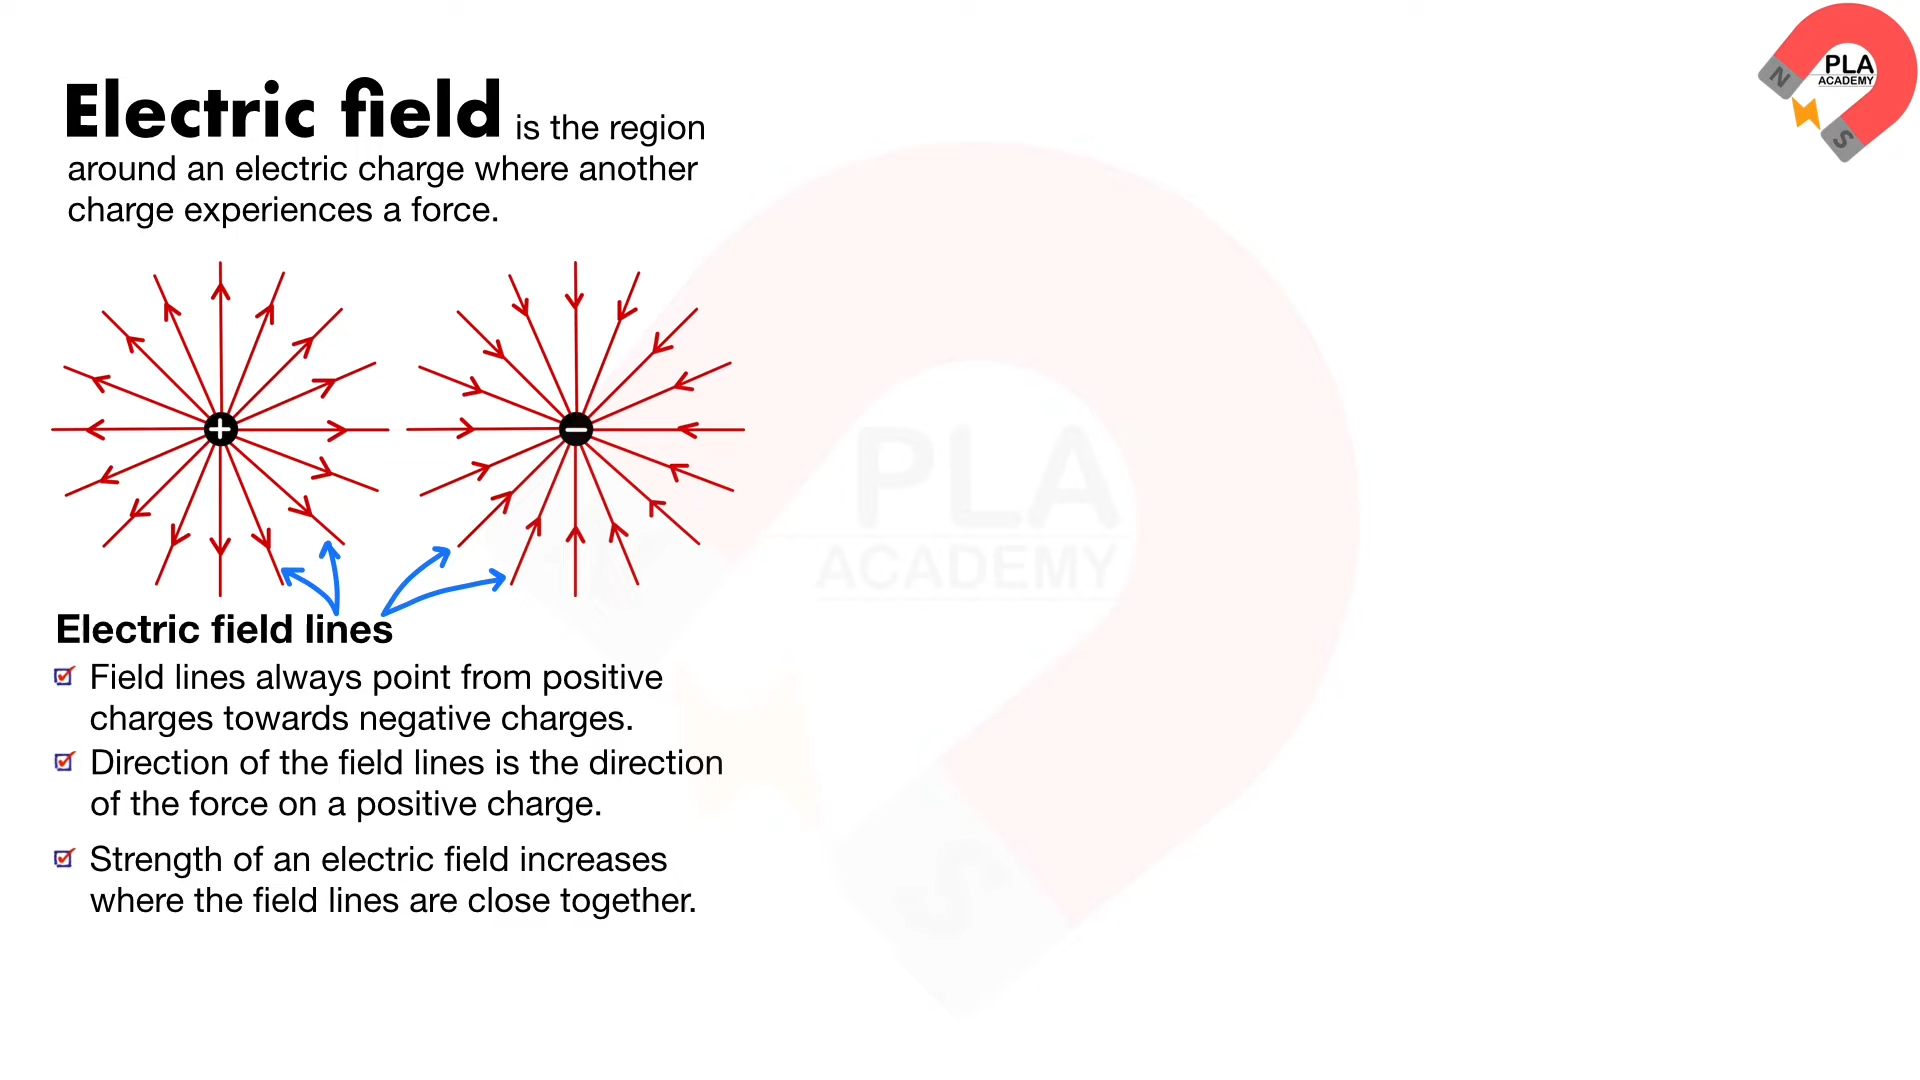 Electric field is the region
around an electric charge where another
charge experiences a force.
+
−
Electric field lines
Field lines always point from positive
charges towards negative charges.
Direction of the field lines is the direction
of the force on a positive charge.
Strength of an electric field increases
where the field lines are close together.
N
PLA
ACADEMY
S
PLA
ACADEMY
S